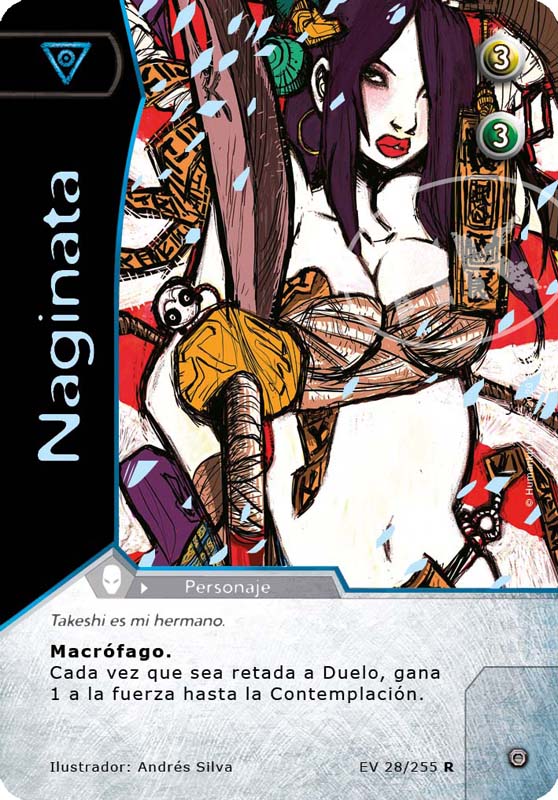 3
3
Naginata
Personaje
Takeshi es mi hermano.
Macrófago.
Cada vez que sea retada a Duelo, gana
1 a la fuerza hasta la Contemplación.
Ilustrador: Andrés Silva
EV 28/255 R